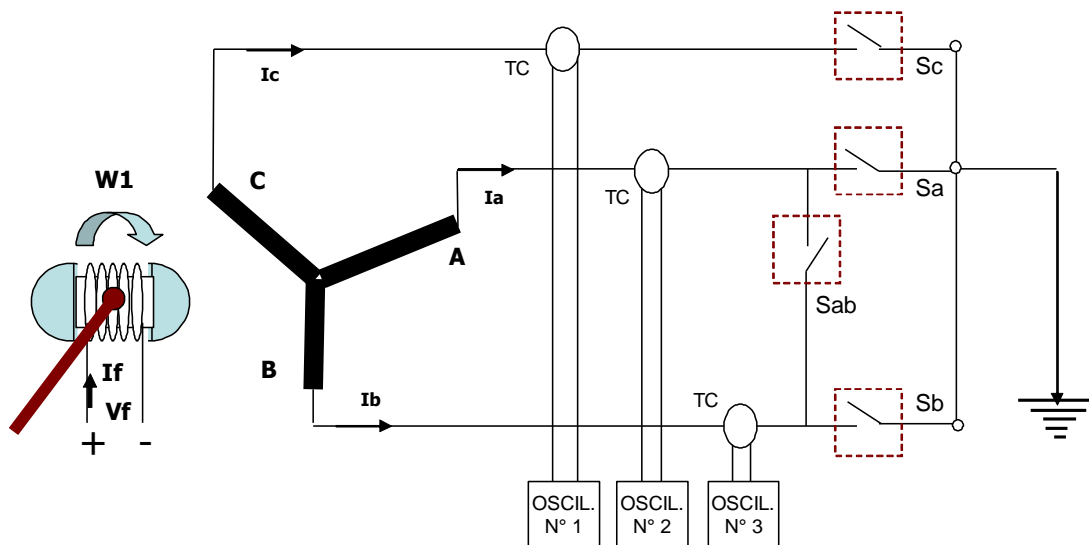 Ic
TC
Sc
W1
C
Ia
TC
Sa
A
Sab
If
B
Vf
+ -
Ib
TC
Sb
OSCIL.
N° 1
OSCIL.
N° 2
OSCIL.
N° 3